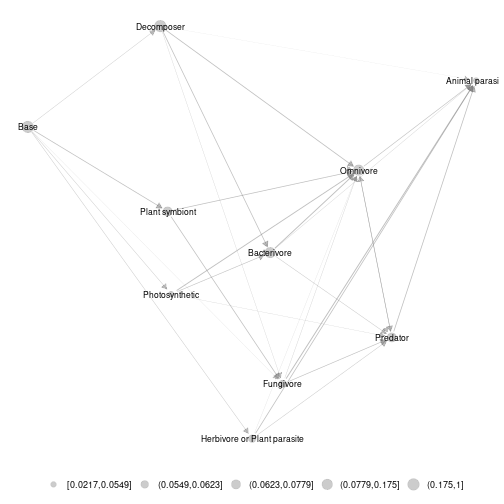 Decomposer
Animal parasi
Base
Omnivore
Plant symbiont
Bacterivore
Photosynthetic
Predator
Fungivore
Herbivore or Plant parasite
[0.0217,0.0549]
(0.0549,0.0623]
(0.0623,0.0779]
(0.0779,0.175]
(0.175,1]